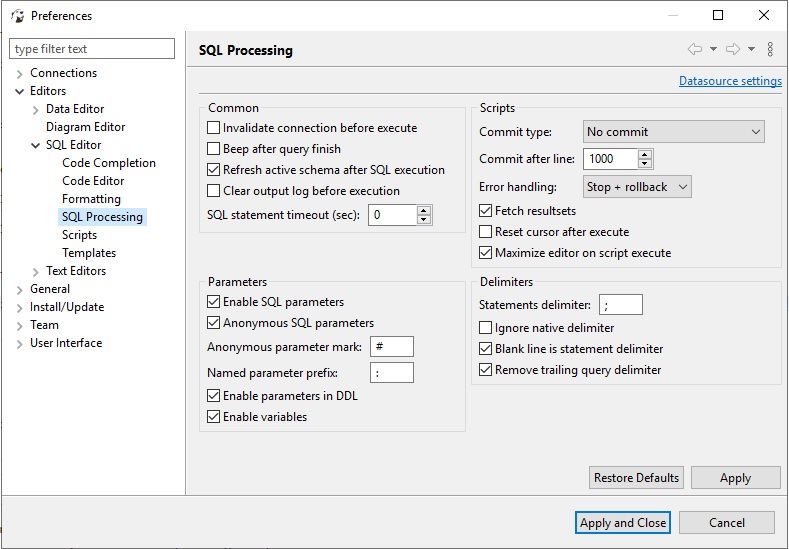 Preferences
type filter text
Connections
Editors
Data Editor
Diagram Editor
SQL Editor
Code Completion
Code Editor
Formatting
SQL Processing
Scripts
Templates
Text Editors
General
Install/Update
Team
User Interface
SQL Processing
Datasource settings
Common
Invalidate connection before execute
Beep after query finish
Refresh active schema after SQL execution
Clear output log before execution
SQL statement timeout (sec): 0
Scripts
Commit type: No commit
Commit after line: 1000
Error handling: Stop + rollback
Fetch resultsets
Reset cursor after execute
Maximize editor on script execute
Parameters
Enable SQL parameters
Anonymous SQL parameters
Anonymous parameter mark: #
Named parameter prefix: :
Enable parameters in DDL
Enable variables
Delimiters
Statements delimiter: ;
Ignore native delimiter
Blank line is statement delimiter
Remove trailing query delimiter
Restore Defaults
Apply
Apply and Close
Cancel